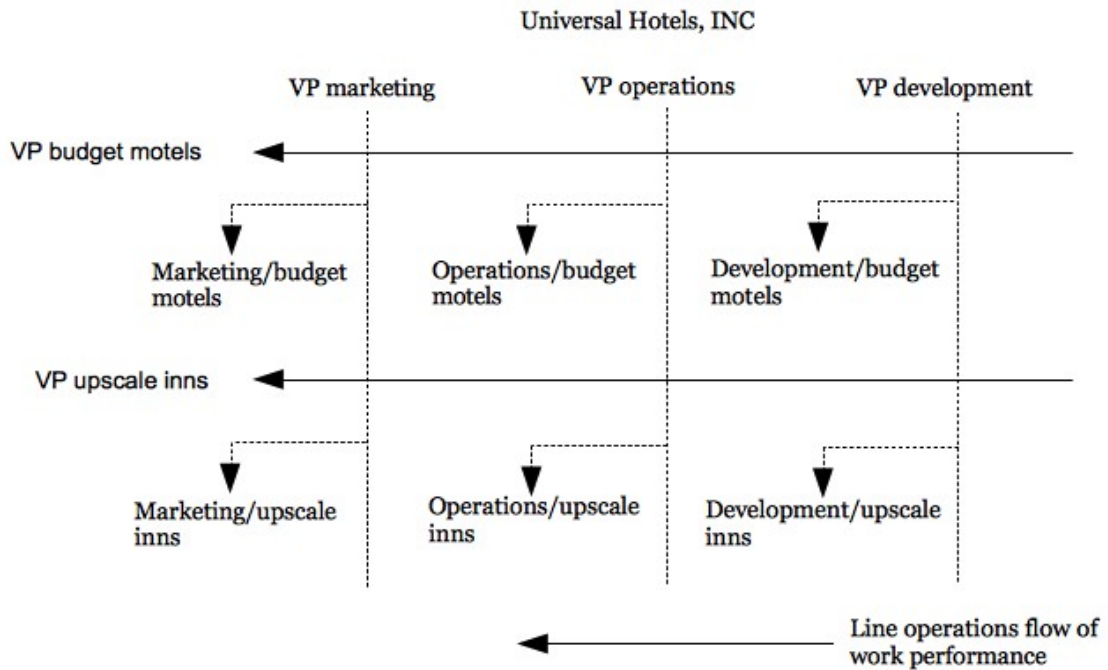 Universal Hotels, INC
VP marketing
VP operations
VP development
VP budget motels
Marketing/budget
motels
Operations/budget
motels
Development/budget
motels
VP upscale inns
Marketing/upscale
inns
Operations/upscale
inns
Development/upscale
inns
Line operations flow of
work performance